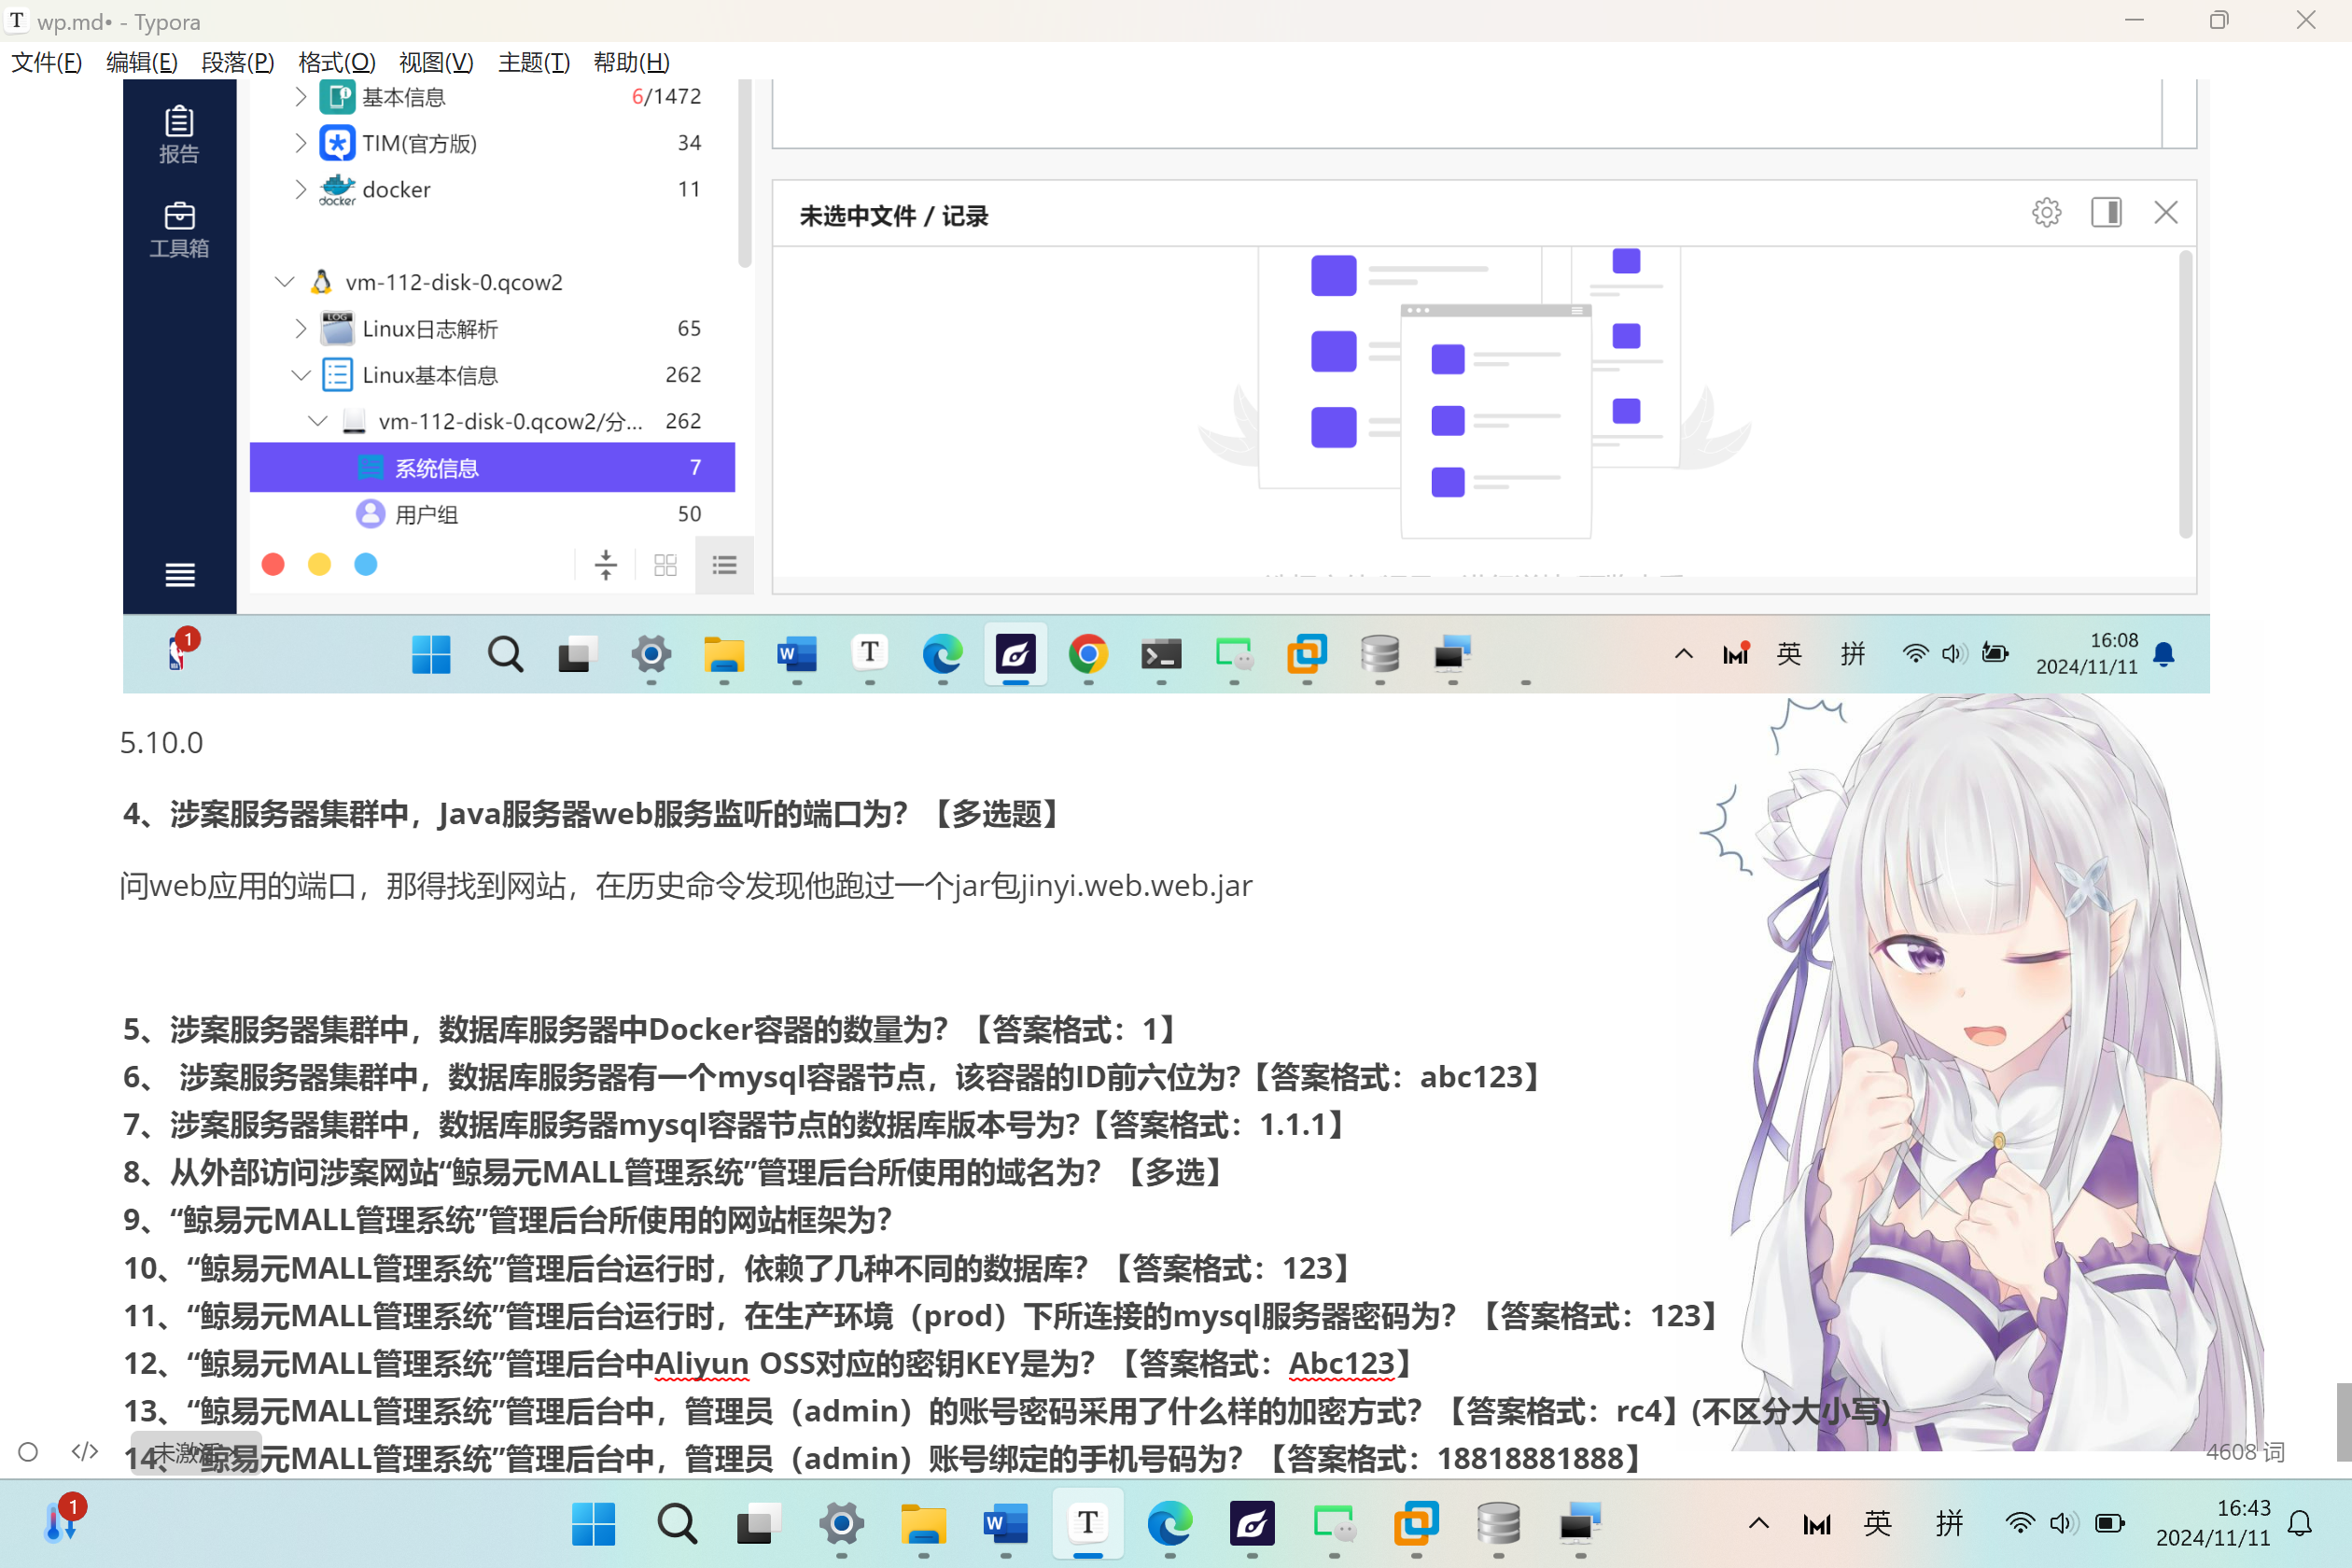 T wp.md• - Typora
文件(F) 编辑(E) 段落(P) 格式(O) 视图(V) 主题(T) 帮助(H)
报告
工具箱
基本信息 6/1472
TIM(官方版) 34
docker 11
docker
vm-112-disk-0.qcow2
LOG
Linux日志解析 65
Linux基本信息 262
vm-112-disk-0.qcow2/分... 262
系统信息 7
用户组 50
未选中文件 / 记录
1
W
T
英
拼
16:08
2024/11/11
5.10.0
4、涉案服务器集群中，Java服务器web服务监听的端口为？【多选题】
问web应用的端口，那得找到网站，在历史命令发现他跑过一个jar包jinyi.web.web.jar
5、涉案服务器集群中，数据库服务器中Docker容器的数量为？【答案格式：1】
6、 涉案服务器集群中，数据库服务器有一个mysql容器节点，该容器的ID前六位为?【答案格式：abc123】
7、涉案服务器集群中，数据库服务器mysql容器节点的数据库版本号为?【答案格式：1.1.1】
8、从外部访问涉案网站“鲸易元MALL管理系统”管理后台所使用的域名为？【多选】
9、“鲸易元MALL管理系统”管理后台所使用的网站框架为？
10、“鲸易元MALL管理系统”管理后台运行时，依赖了几种不同的数据库？【答案格式：123】
11、“鲸易元MALL管理系统”管理后台运行时，在生产环境（prod）下所连接的mysql服务器密码为？【答案格式：123】
12、“鲸易元MALL管理系统”管理后台中Aliyun OSS对应的密钥KEY是为？【答案格式：Abc123】
13、“鲸易元MALL管理系统”管理后台中，管理员（admin）的账号密码采用了什么样的加密方式？【答案格式：rc4】(不区分大小写)
14、“鲸易元MALL管理系统”管理后台中，管理员（admin）账号绑定的手机号码为？【答案格式：18818881888】
</> 未激活 × 4608 词
1
W
T
英
拼
16:43
2024/11/11